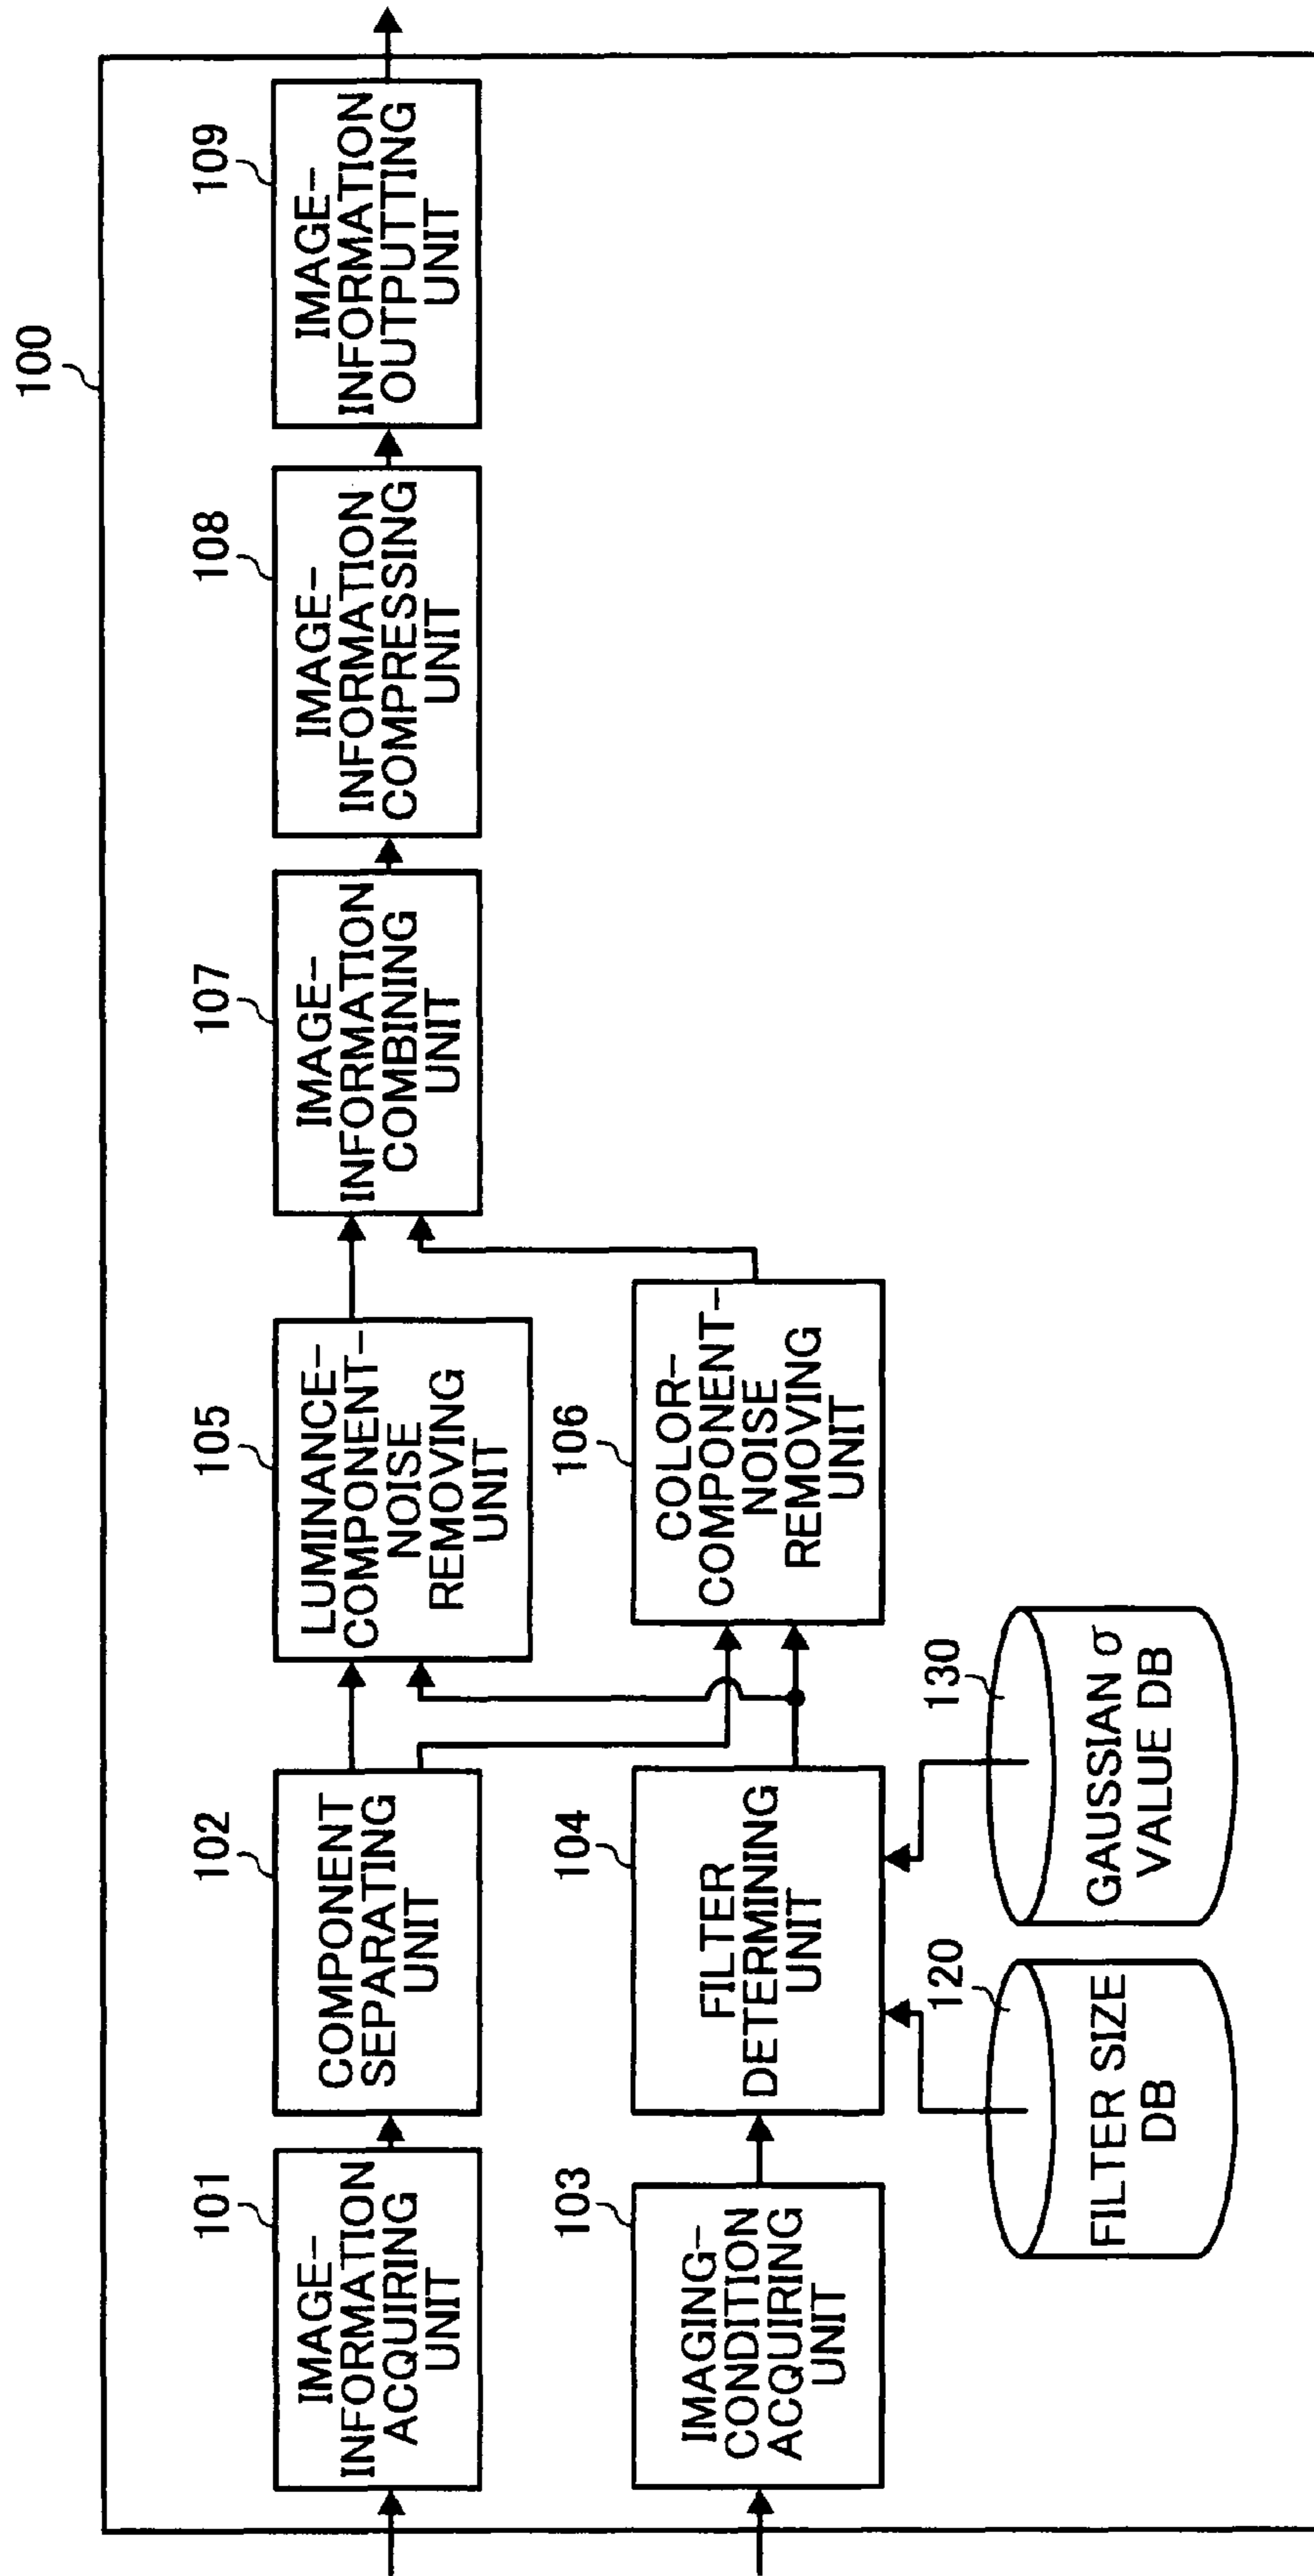 100
101
IMAGE-
INFORMATION
ACQUIRING
UNIT
102
COMPONENT
SEPARATING
UNIT
105
LUMINANCE-
COMPONENT-
NOISE
REMOVING
UNIT
107
IMAGE-
INFORMATION
COMBINING
UNIT
108
IMAGE-
INFORMATION
COMPRESSING
UNIT
109
IMAGE-
INFORMATION
OUTPUTTING
UNIT
103
IMAGING-
CONDITION
ACQUIRING
UNIT
104
FILTER
DETERMINING
UNIT
106
COLOR-
COMPONENT-
NOISE
REMOVING
UNIT
120
FILTER SIZE
DB
130
GAUSSIAN σ
VALUE DB